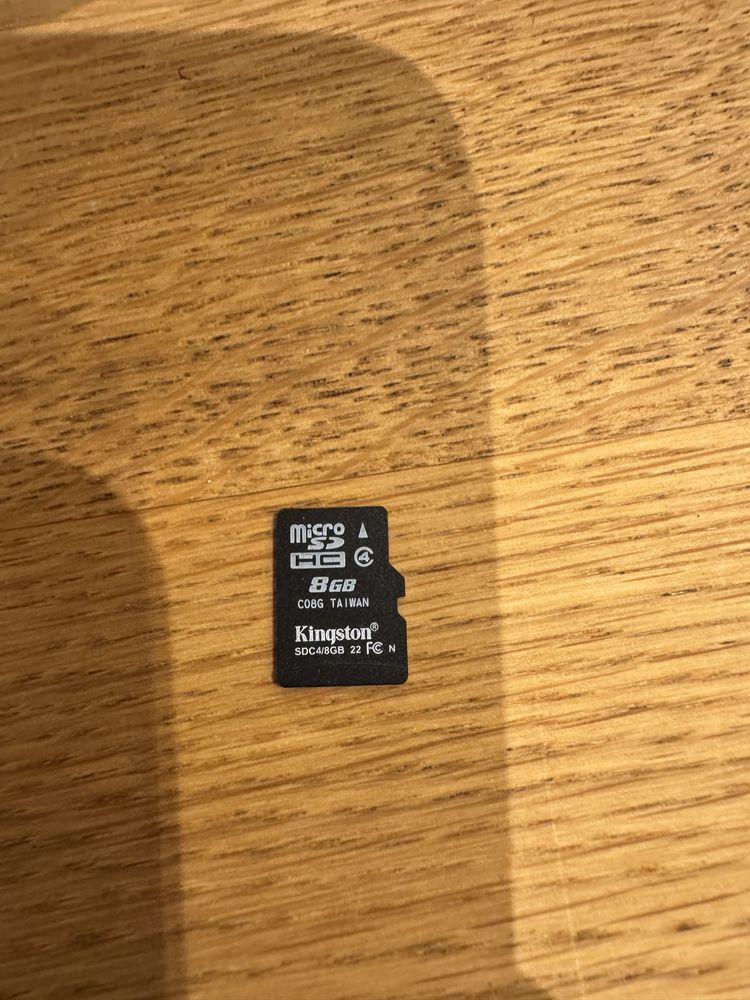 Micro
SD
HC 4
8GB
C08G TAIWAN
Kingston®
SDC4/8GB 22 FC N